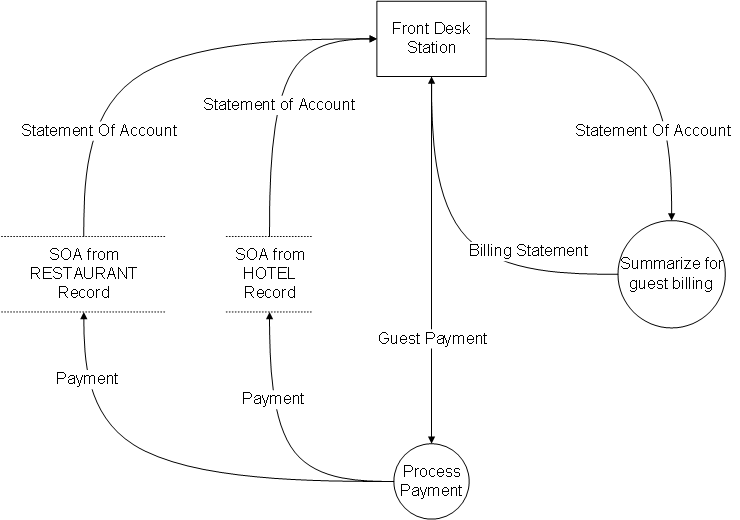 Front Desk
Station
Statement of Account
Statement Of Account
Statement Of Account
SOA from
RESTAURANT
Record
SOA from
HOTEL
Record
Billing Statement
Summarize for
guest billing
Guest Payment
Payment
Payment
Process
Payment